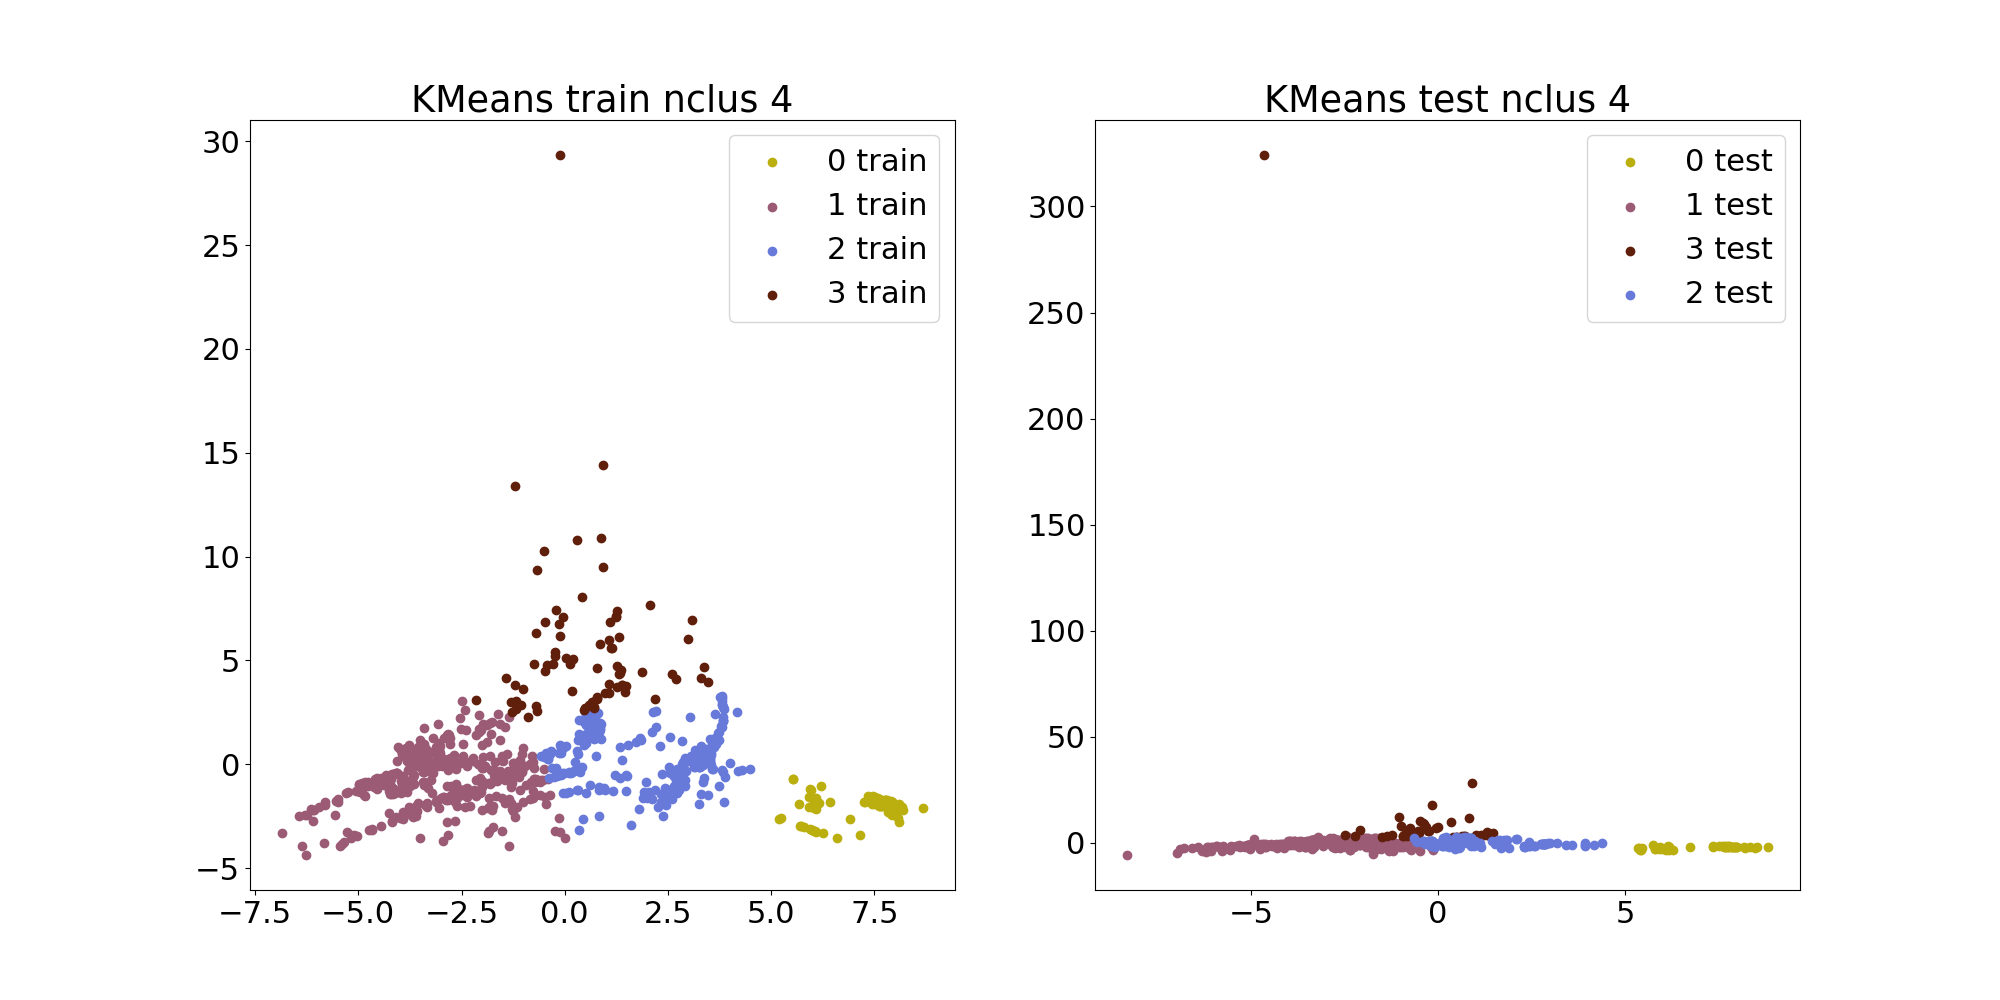 KMeans train nclus 4
30
25
20
15
10
5
0
−5
−7.5 −5.0 −2.5 0.0 2.5 5.0 7.5
0 train
1 train
2 train
3 train
KMeans test nclus 4
300
250
200
150
100
50
0
−5 0 5
0 test
1 test
3 test
2 test